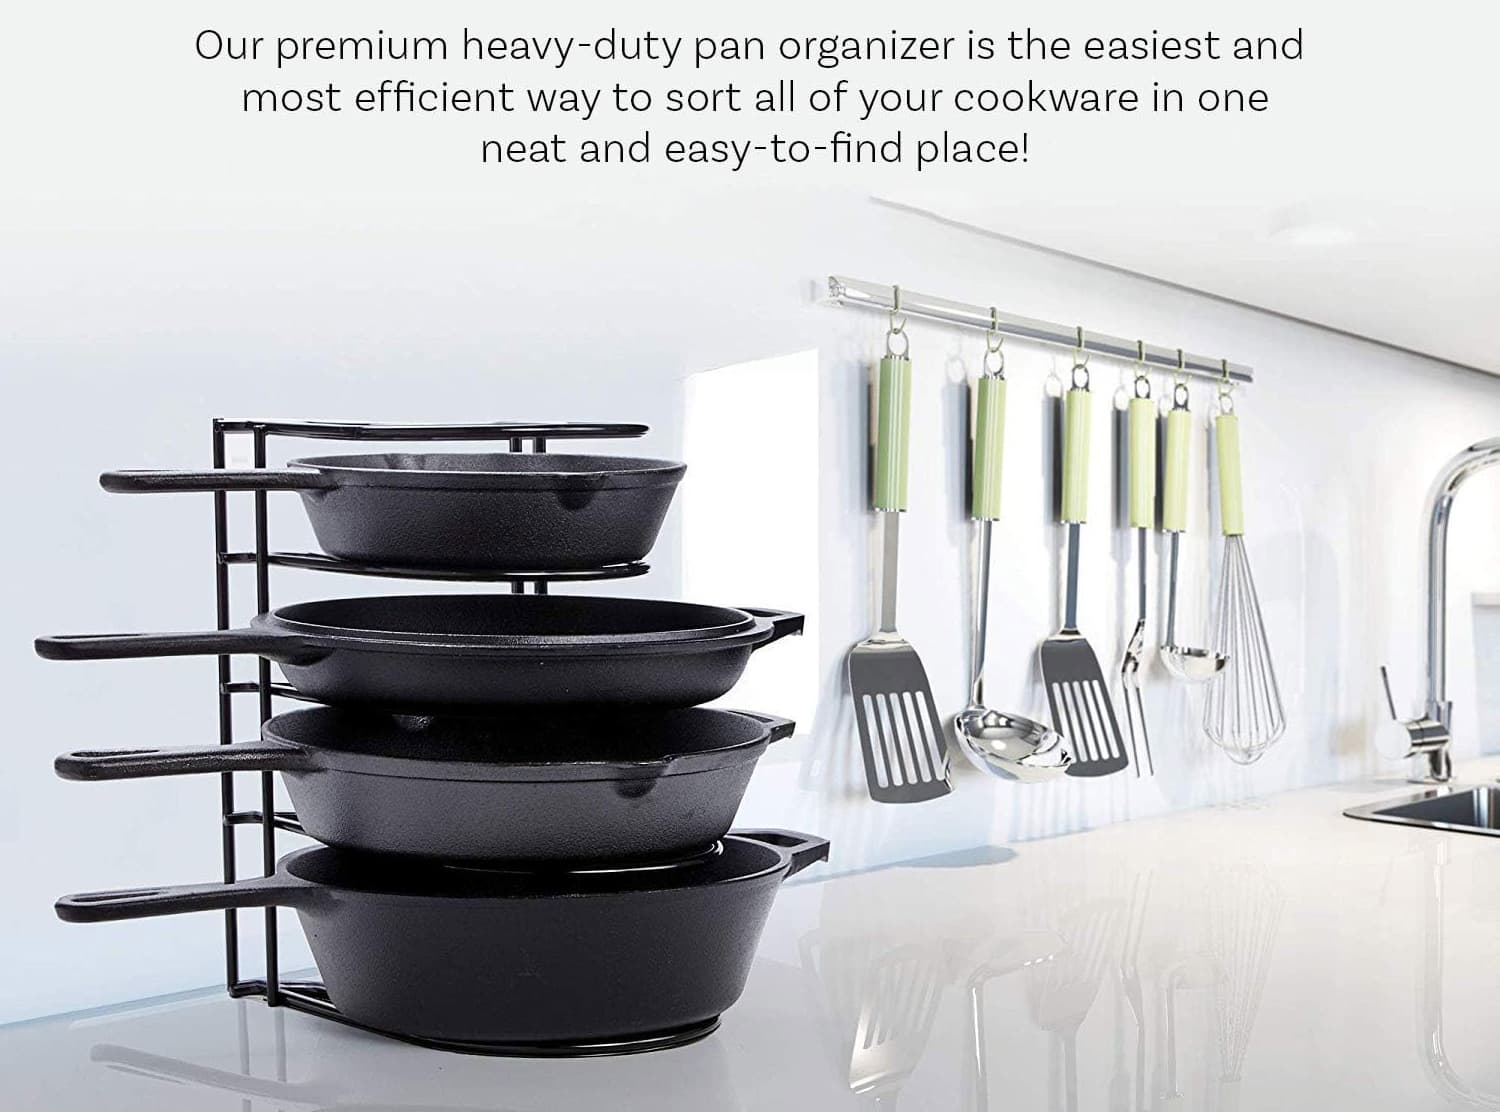 Our premium heavy-duty pan organizer is the easiest and
most efficient way to sort all of your cookware in one
neat and easy-to-find place!